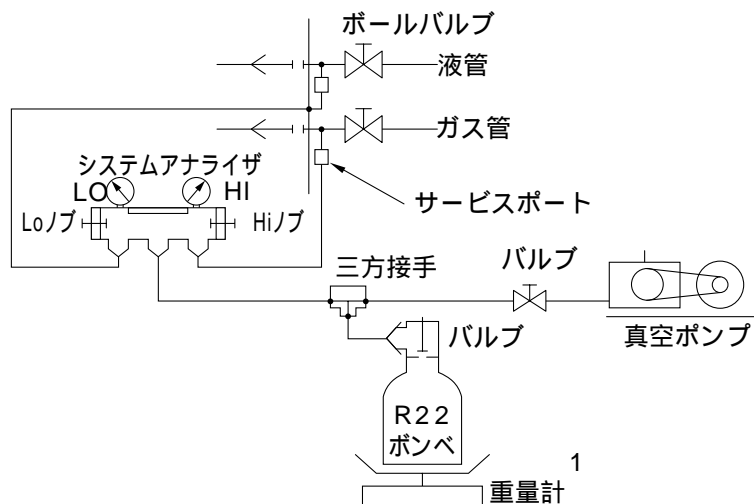 ボールバルブ
液管
ガス管
システムアナライザ
LO
HI
Loノブ
Hiノブ
サービスポート
三方接手
バルブ
バルブ
真空ポンプ
R22
ボンベ
1
重量計